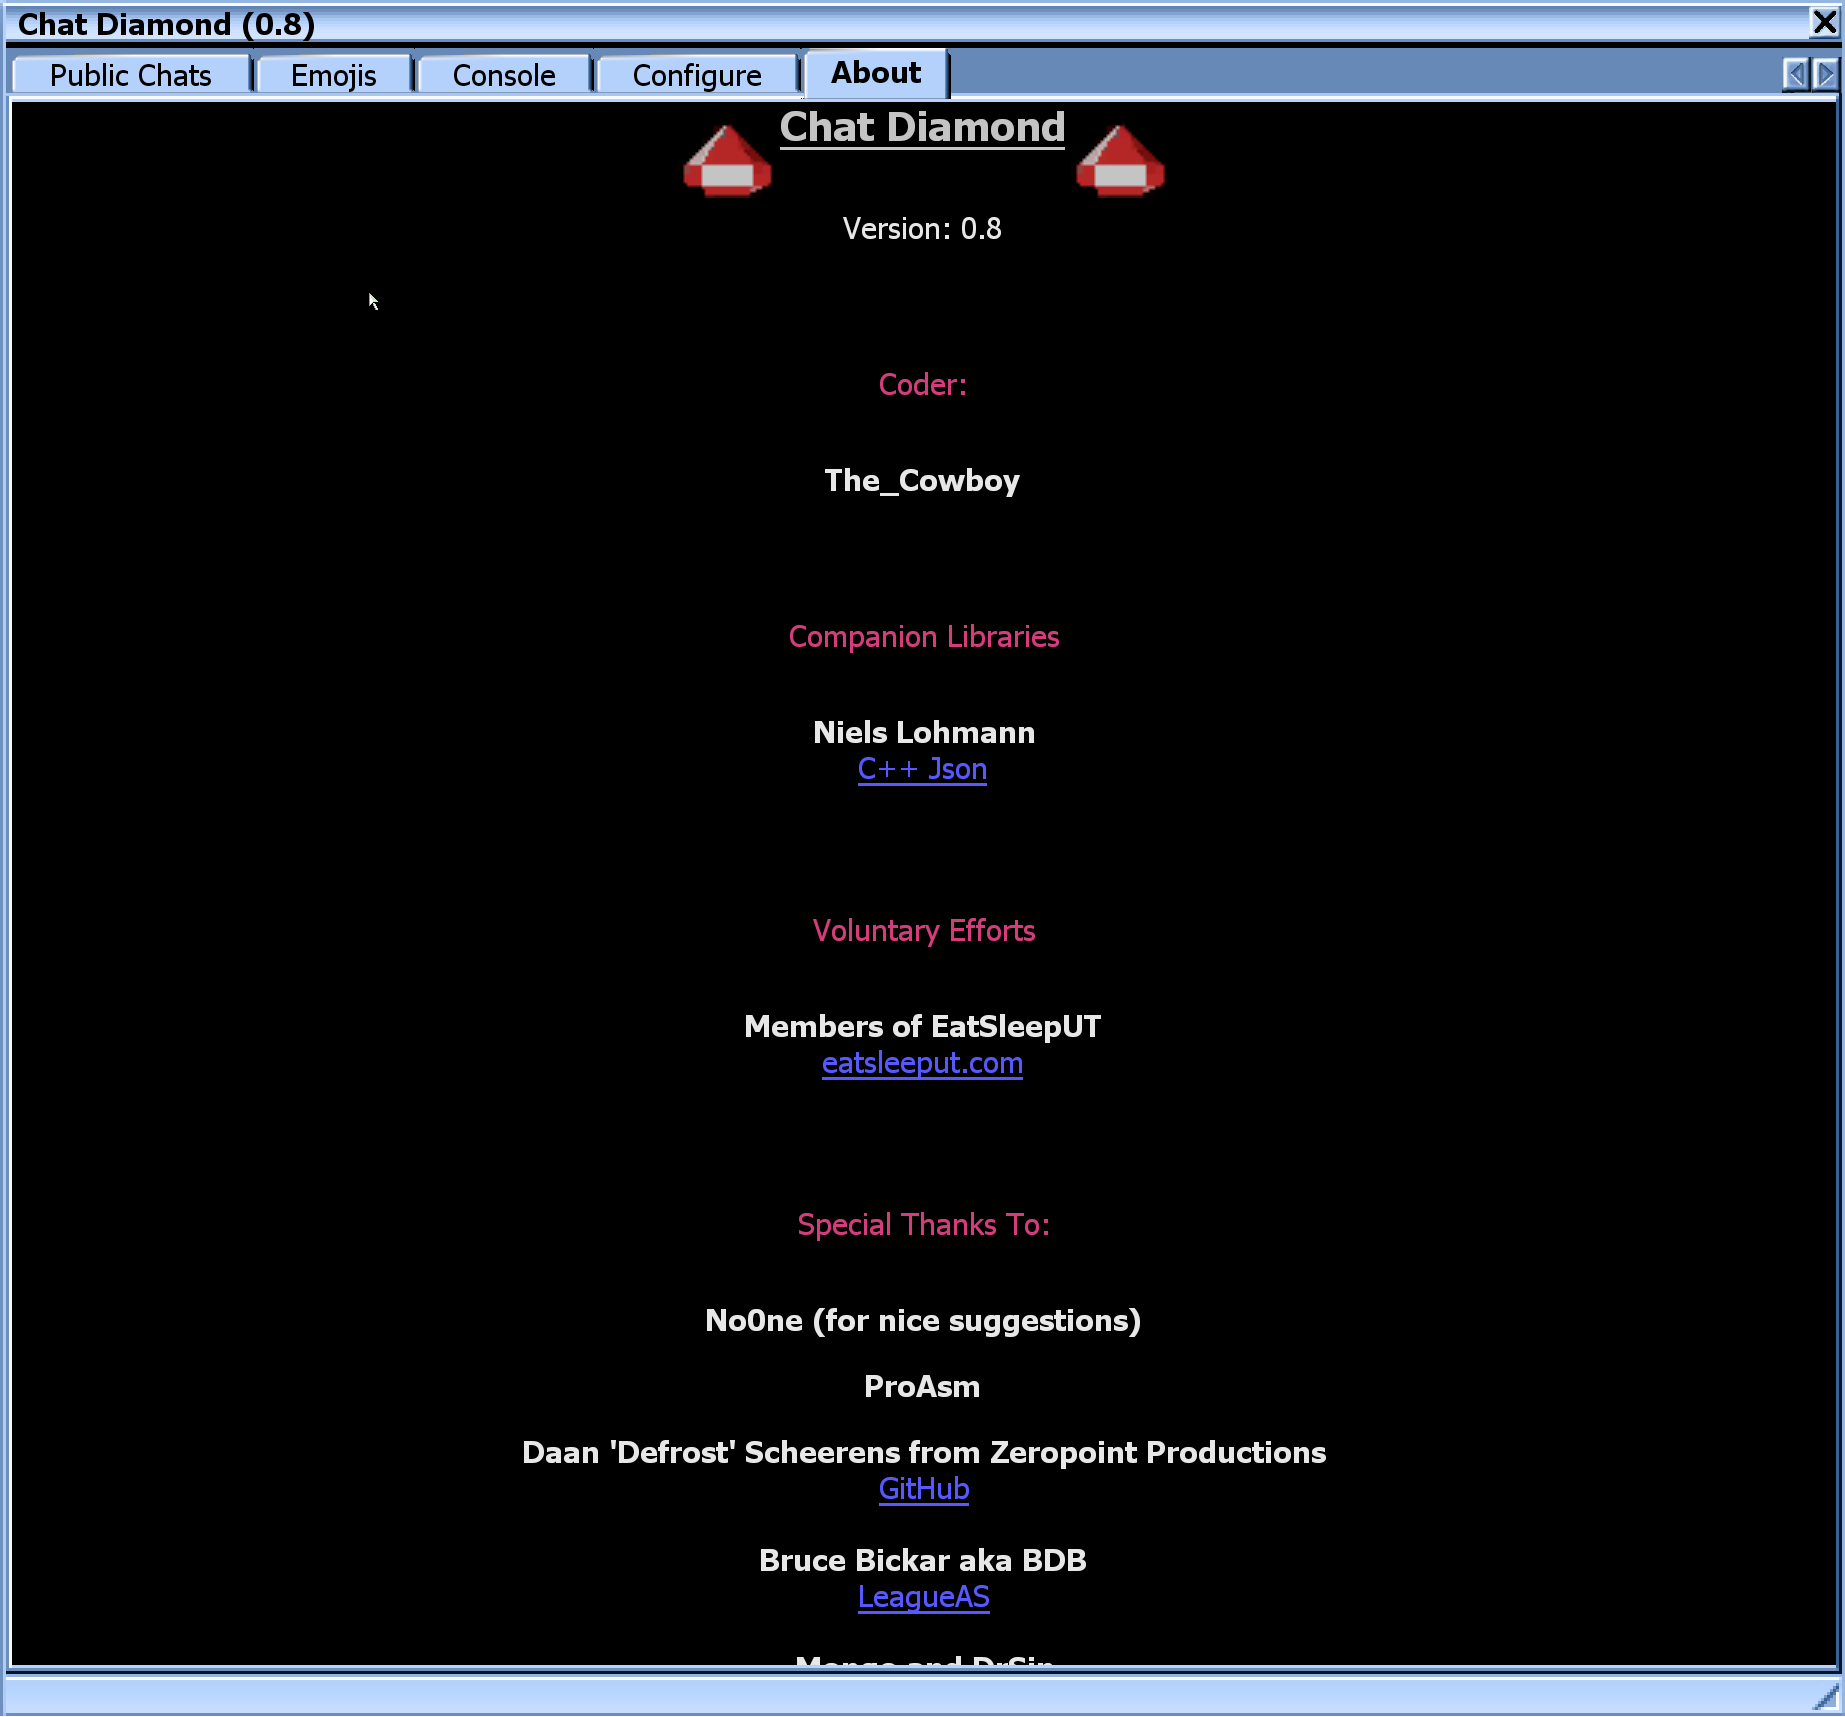 Chat Diamond (0.8)
Public Chats
Emojis
Console
Configure
About
Chat Diamond
Version: 0.8
Coder:
The_Cowboy
Companion Libraries
Niels Lohmann
C++ Json
Voluntary Efforts
Members of EatSleepUT
eatsleeput.com
Special Thanks To:
No0ne (for nice suggestions)
ProAsm
Daan 'Defrost' Scheerens from Zeropoint Productions
GitHub
Bruce Bickar aka BDB
LeagueAS
and